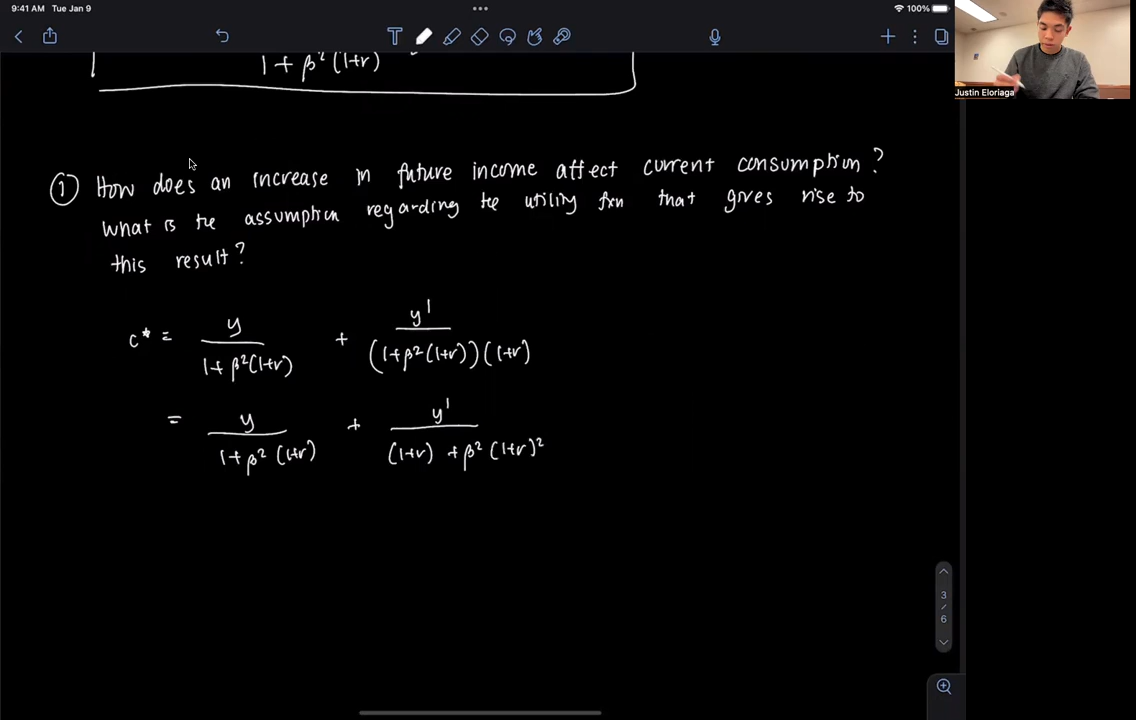 9:41 AM Tue Jan 9
100%
Justin Eloriaga
1 + β² (1+r)
① How does an increase in future income affect current consumption?
What is the assumption regarding the utility fxn that gives rise to
this result?
c* = y / (1 + β²(1+r)) + y' / ((1+β²(1+r))(1+r))
= y / (1 + β² (1+r)) + y' / ((1+r) + β² (1+r)²)
3
/
6